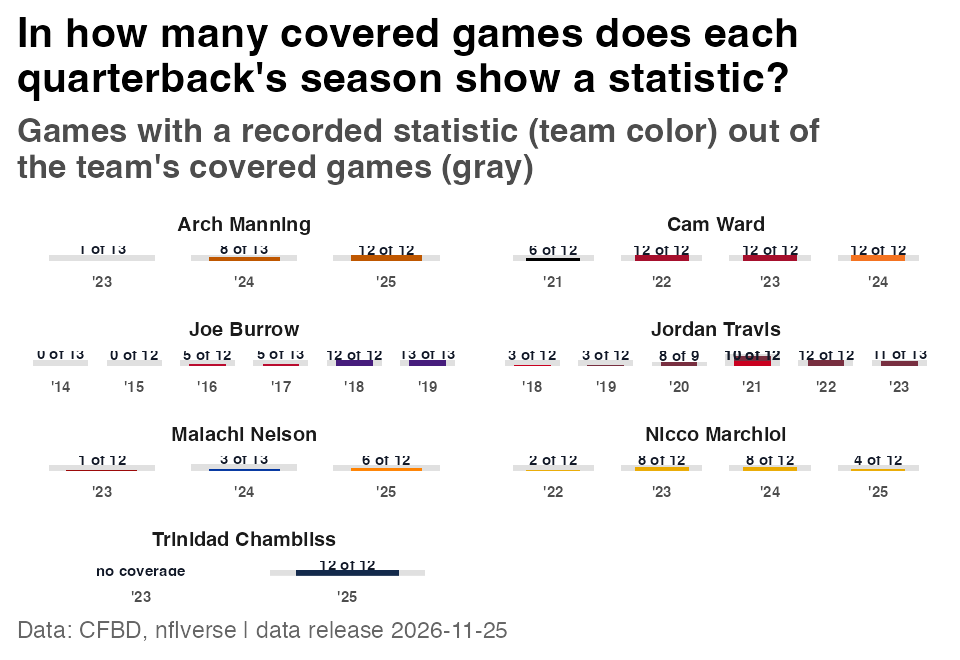 In how many covered games does each
quarterback's season show a statistic?
Games with a recorded statistic (team color) out of
the team's covered games (gray)
Arch Manning
1 of 13 8 of 13 12 of 12
'23 '24 '25
Cam Ward
6 of 12 12 of 12 12 of 12 12 of 12
'21 '22 '23 '24
Joe Burrow
0 of 13 0 of 12 5 of 12 5 of 13 12 of 12 13 of 13
'14 '15 '16 '17 '18 '19
Jordan Travis
3 of 12 3 of 12 8 of 9 10 of 12 12 of 12 11 of 13
'18 '19 '20 '21 '22 '23
Malachi Nelson
1 of 12 3 of 13 6 of 12
'23 '24 '25
Nicco Marchiol
2 of 12 8 of 12 8 of 12 4 of 12
'22 '23 '24 '25
Trinidad Chambliss
no coverage 12 of 12
'23 '25
Data: CFBD, nflverse | data release 2026-11-25